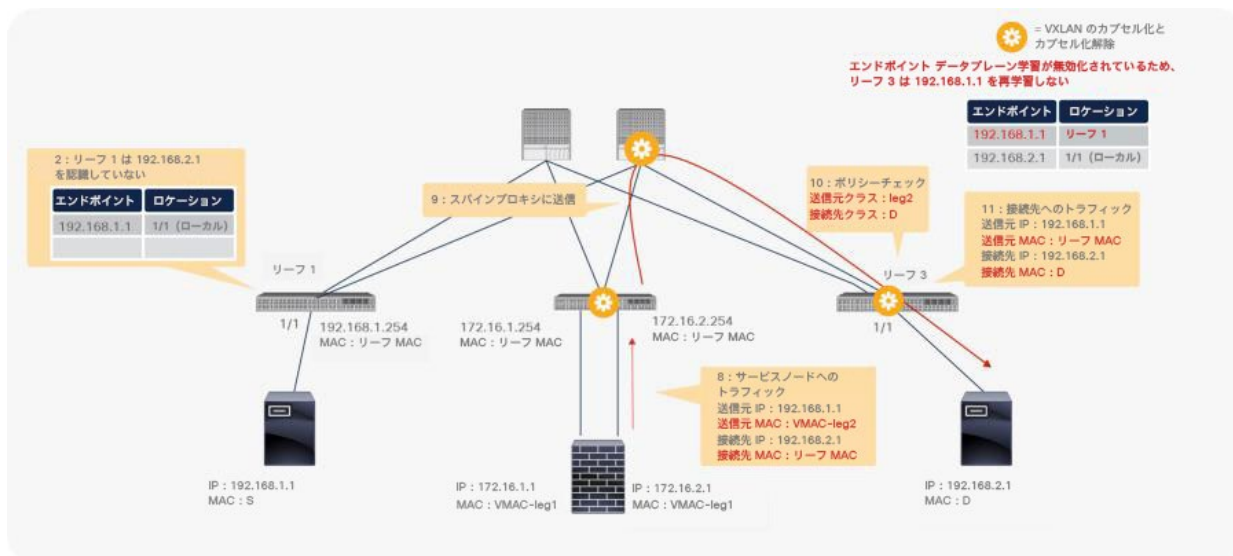 = VXLAN のカプセル化と
カプセル化解除
エンドポイント データプレーン学習が無効化されているため、
リーフ 3 は 192.168.1.1 を再学習しない
エンドポイント ロケーション
192.168.1.1 リーフ 1
192.168.2.1 1/1（ローカル）
2：リーフ 1 は 192.168.2.1
を認識していない
エンドポイント ロケーション
192.168.1.1 1/1（ローカル）
9：スパインプロキシに送信
10：ポリシーチェック
送信元クラス：leg2
接続先クラス：D
11：接続先へのトラフィック
送信元 IP：192.168.1.1
送信元 MAC：リーフ MAC
接続先 IP：192.168.2.1
接続先 MAC：D
リーフ 1
リーフ 3
1/1
192.168.1.254
MAC：リーフ MAC
172.16.1.254
MAC：リーフ MAC
172.16.2.254
MAC：リーフ MAC
1/1
8：サービスノードへの
トラフィック
送信元 IP：192.168.1.1
送信元 MAC：VMAC-leg2
接続先 IP：192.168.2.1
接続先 MAC：リーフ MAC
IP：192.168.1.1
MAC：S
IP：172.16.1.1
MAC：VMAC-leg1
IP：172.16.2.1
MAC：VMAC-leg1
IP：192.168.2.1
MAC：D